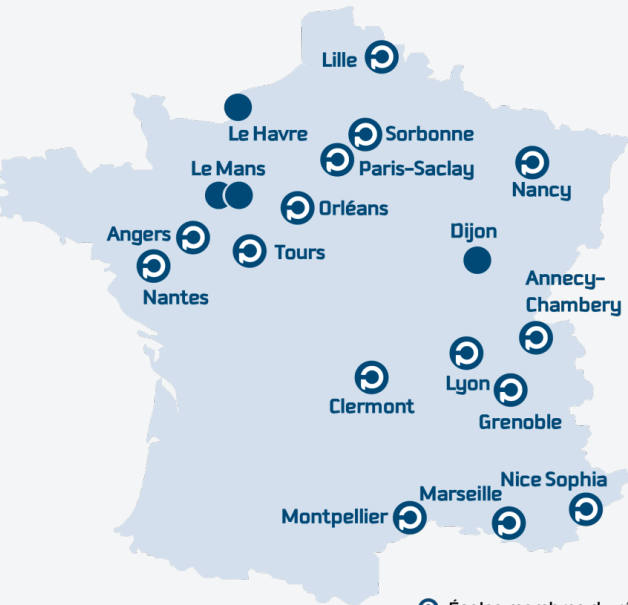 Lille
Le Havre
Sorbonne
Le Mans
Paris-Saclay
Nancy
Orléans
Angers
Dijon
Tours
Annecy-
Chambery
Nantes
Lyon
Clermont
Grenoble
Nice Sophia
Marseille
Montpellier